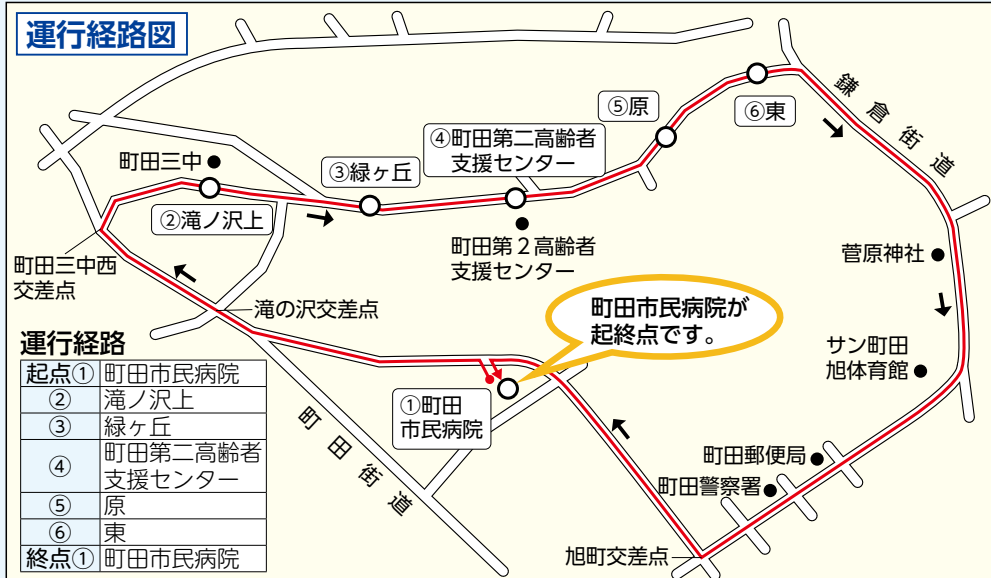 運行経路図
鎌倉街道
⑤原
⑥東
④町田第二高齢者
支援センター
町田三中
③緑ヶ丘
②滝ノ沢上
町田第2高齢者
支援センター
菅原神社
町田三中西
交差点
滝の沢交差点
町田市民病院が
起終点です。
サン町田
旭体育館
①町田
市民病院
町田街道
町田郵便局
町田警察署
旭町交差点
運行経路
起点① 町田市民病院
② 滝ノ沢上
③ 緑ヶ丘
④ 町田第二高齢者
支援センター
⑤ 原
⑥ 東
終点① 町田市民病院